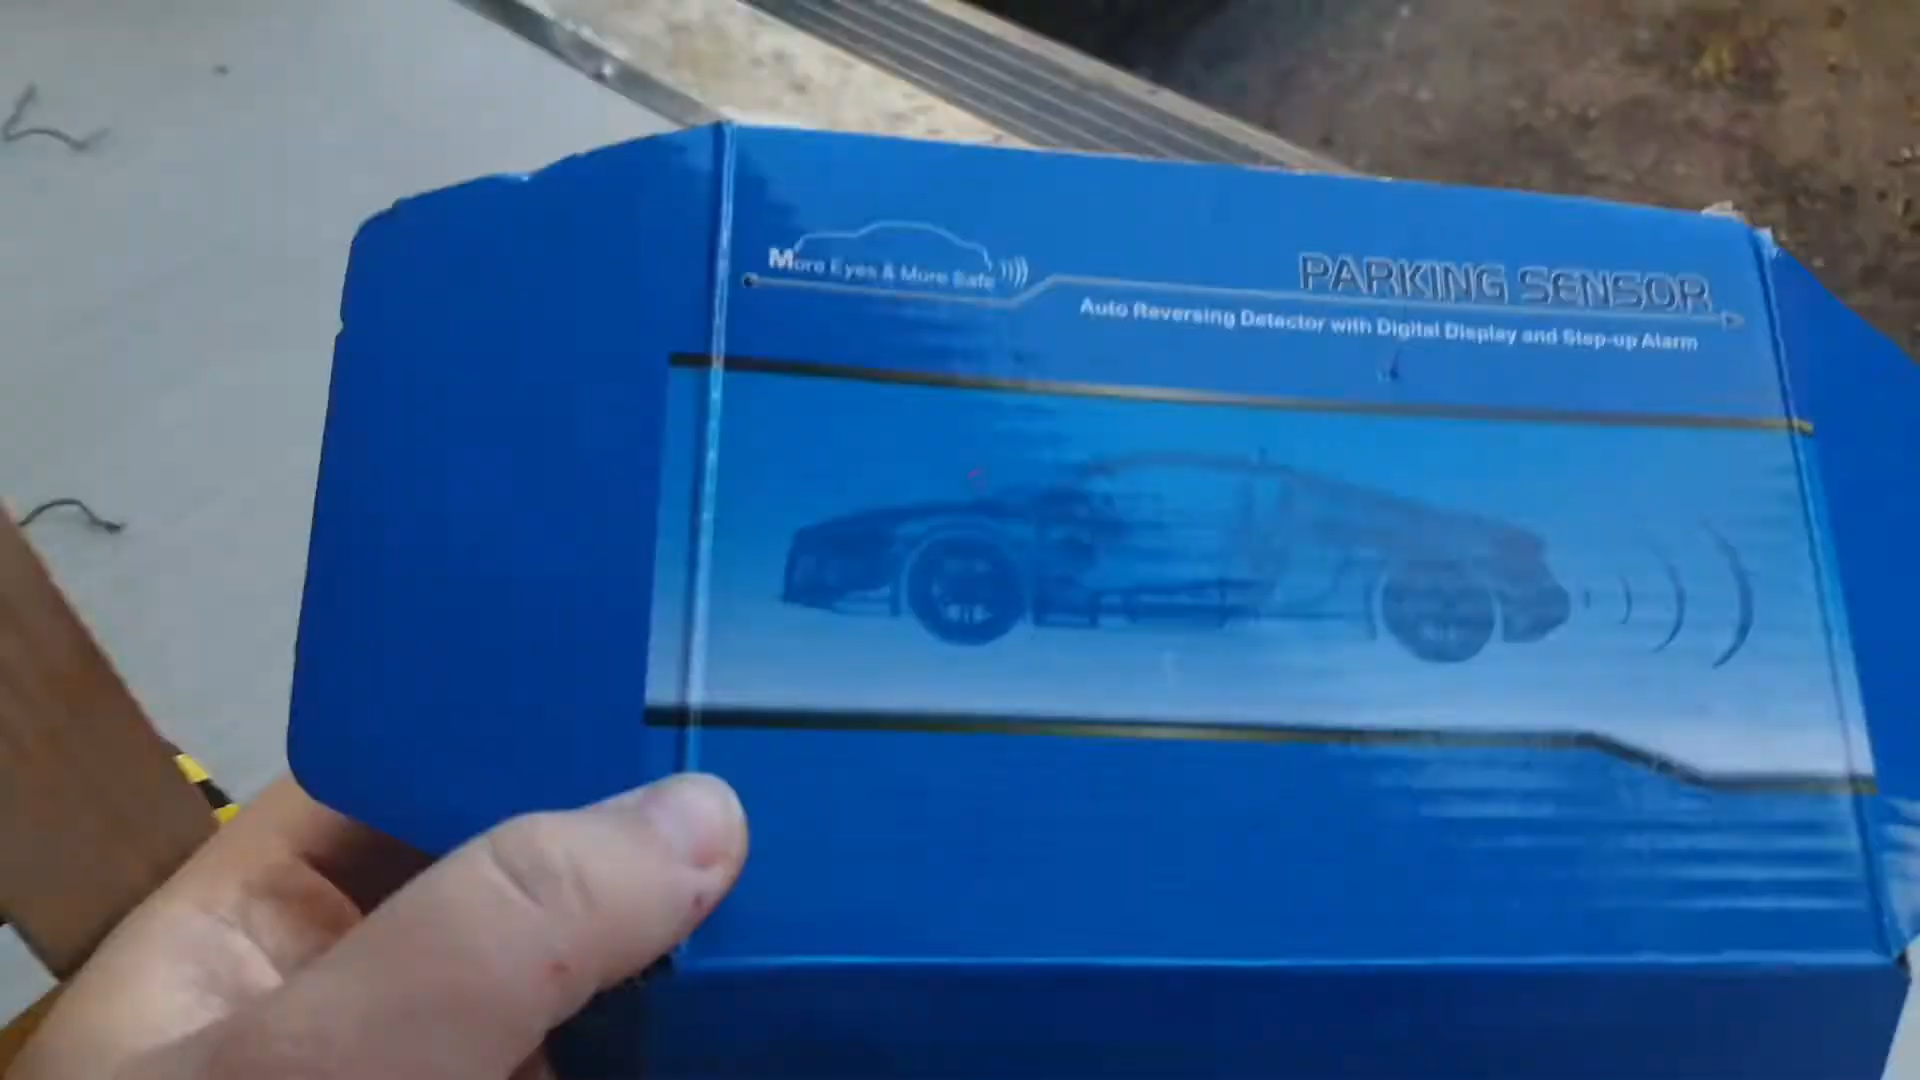 More Eyes & More Safe
PARKING SENSOR
Auto Reversing Detector with Digital Display and Step-up Alarm